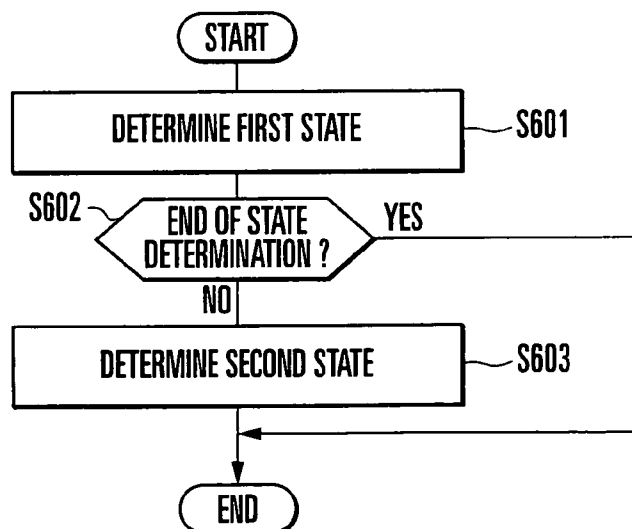 START
DETERMINE FIRST STATE
S601
S602
END OF STATE
DETERMINATION ?
YES
NO
DETERMINE SECOND STATE
S603
END